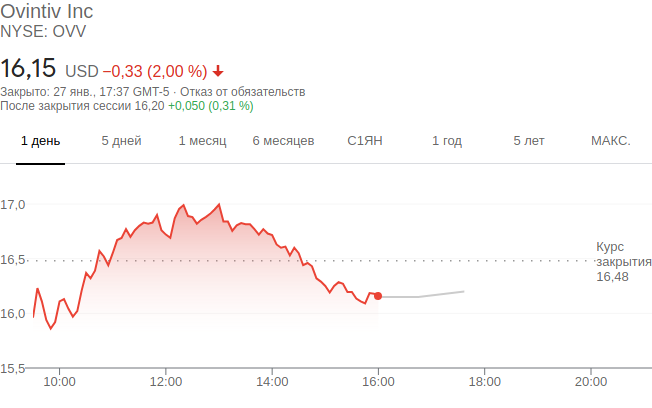 Ovintiv Inc
NYSE: OVV
16,15 USD −0,33 (2,00 %)
Закрыто: 27 янв., 17:37 GMT-5 · Отказ от обязательств
После закрытия сессии 16,20 +0,050 (0,31 %)
1 день 5 дней 1 месяц 6 месяцев С1ЯН 1 год 5 лет МАКС.
17,0
16,5
16,0
15,5
Курс
закрытия
16,48
10:00 12:00 14:00 16:00 18:00 20:00